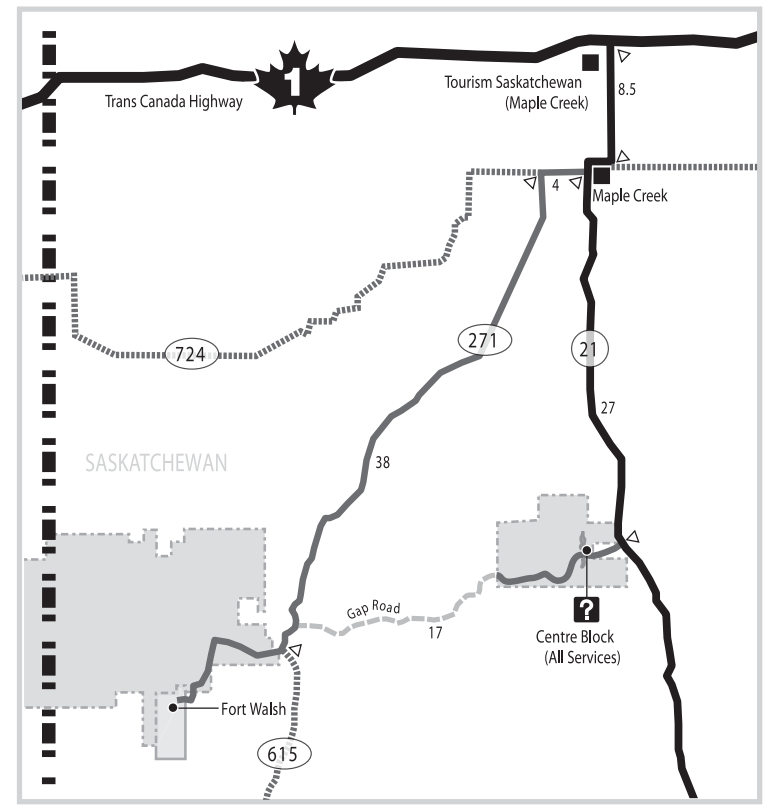 1
Trans Canada Highway
Tourism Saskatchewan
(Maple Creek)
8.5
4
Maple Creek
724
271
21
27
SASKATCHEWAN
38
Gap Road
17
?
Centre Block
(All Services)
Fort Walsh
615